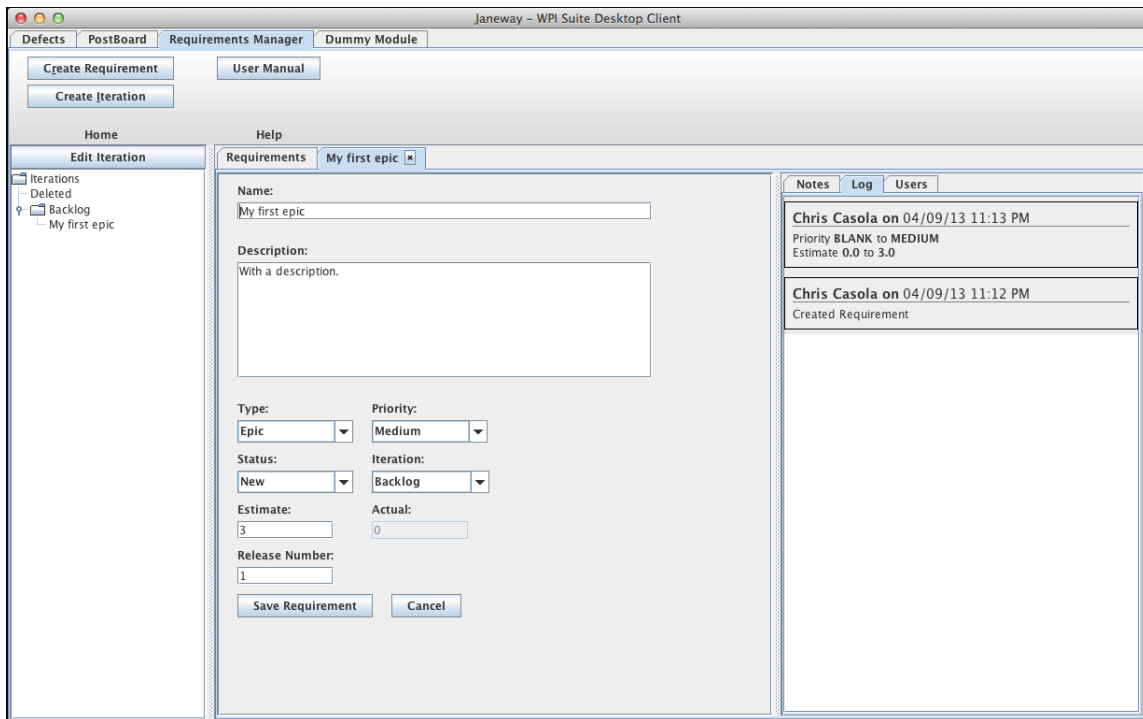 Janeway – WPI Suite Desktop Client
Defects PostBoard Requirements Manager Dummy Module
Create Requirement User Manual
Create Iteration
Home Help
Edit Iteration
Iterations
Deleted
Backlog
My first epic
Requirements My first epic
Name:
My first epic
Description:
With a description.
Type: Priority:
Epic Medium
Status: Iteration:
New Backlog
Estimate: Actual:
3 0
Release Number:
1
Save Requirement Cancel
Notes Log Users
Chris Casola on 04/09/13 11:13 PM
Priority BLANK to MEDIUM
Estimate 0.0 to 3.0
Chris Casola on 04/09/13 11:12 PM
Created Requirement